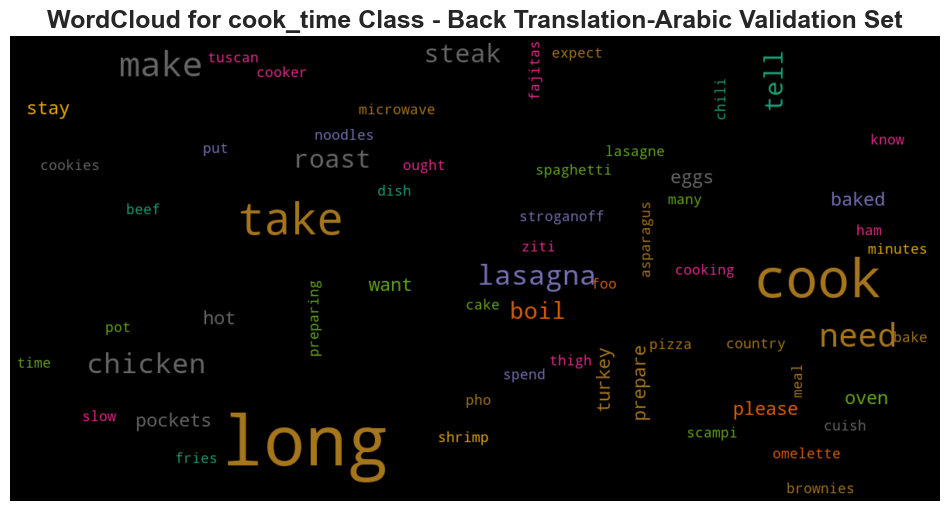 WordCloud for cook_time Class - Back Translation-Arabic Validation Set
make
tuscan
cooker
steak
fajitas
expect
chili
tell
stay
microwave
noodles
put
roast
ought
cookies
lasagne
spaghetti
know
eggs
many
baked
dish
beef
take
stroganoff
asparagus
ham
minutes
ziti
lasagna
foo
cooking
cook
want
preparing
cake
boil
hot
pot
need
bake
time
chicken
thigh
spend
turkey
prepare
pizza
country
meal
slow
pockets
long
pho
please
oven
fries
shrimp
scampi
cuish
omelette
brownies